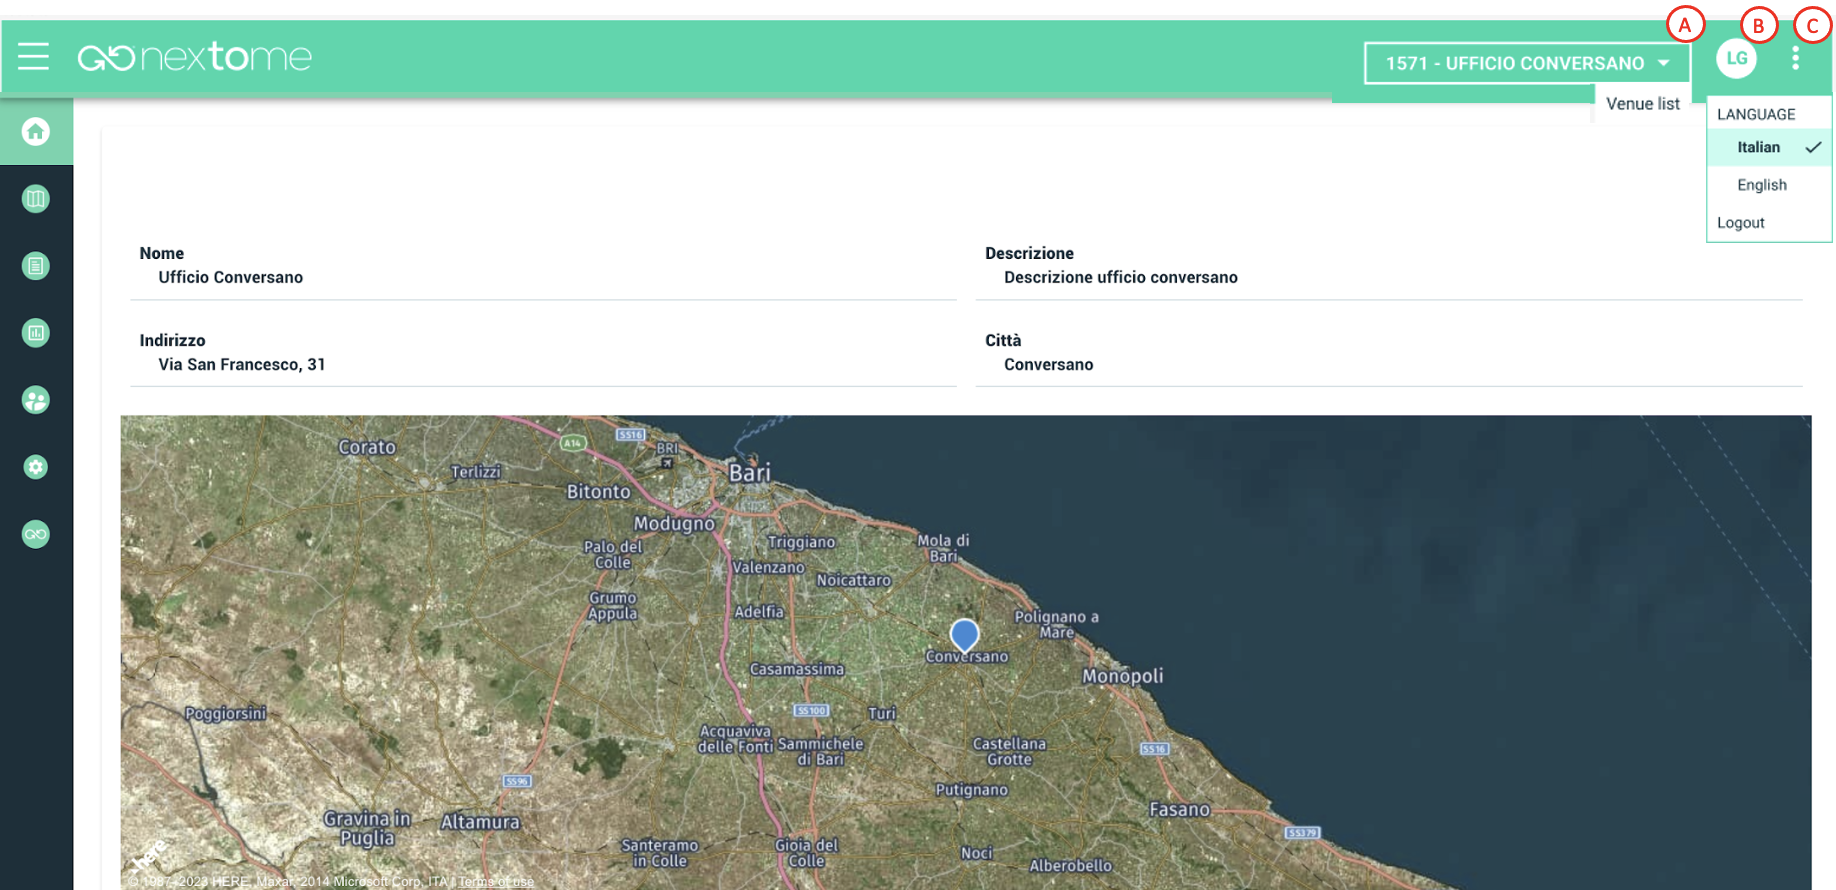 A B C
nextome
1571 - UFFICIO CONVERSANO
LG
Venue list
LANGUAGE
Italian
English
Logout
Nome
Ufficio Conversano
Descrizione
Descrizione ufficio conversano
Indirizzo
Via San Francesco, 31
Città
Conversano
Corato
Terlizzi
A14
SS16
BRI
Bari
Bitonto
Modugno
Palo del
Colle
Triggiano
Mola di
Bari
Valenzano
Noicattaro
Grumo
Appula
Adelfia
Polignano a
Mare
Conversano
Casamassima
Monopoli
Poggiorsini
SS100
Turi
Acquaviva
delle Fonti
Sammichele
di Bari
Castellana
Grotte
SS16
SS96
Putignano
Fasano
Gravina in
Puglia
Altamura
SS379
Santeramo
in Colle
Gioia del
Colle
Noci
Alberobello
here
© 1987–2023 HERE, Maxar, 2014 Microsoft Corp, ITA | Terms of use